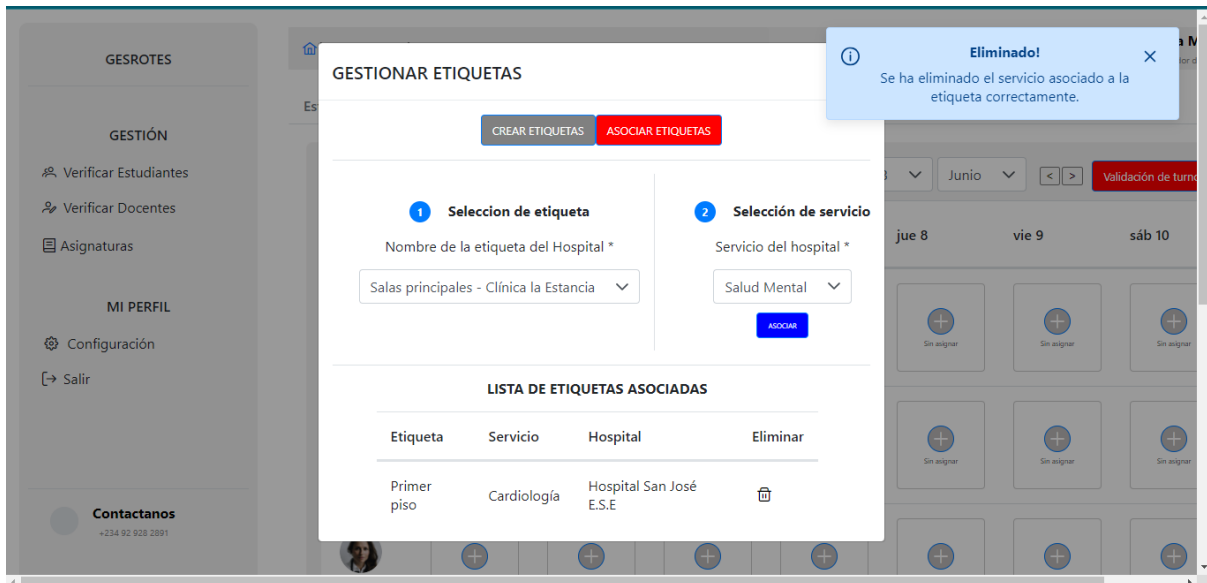 GESROTES
GESTIÓN
Verificar Estudiantes
Verificar Docentes
Asignaturas
MI PERFIL
Configuración
Salir
Contactanos
+234 92 928 2891
Es
GESTIONAR ETIQUETAS
CREAR ETIQUETAS
ASOCIAR ETIQUETAS
1 Seleccion de etiqueta
Nombre de la etiqueta del Hospital *
Salas principales - Clínica la Estancia
2 Selección de servicio
Servicio del hospital *
Salud Mental
ASOCIAR
LISTA DE ETIQUETAS ASOCIADAS
Etiqueta Servicio Hospital Eliminar
Primer piso Cardiología Hospital San José E.S.E
Eliminado!
Se ha eliminado el servicio asociado a la
etiqueta correctamente.
Junio
< >
Validación de turno
jue 8 vie 9 sáb 10
Sin asignar Sin asignar Sin asignar
Sin asignar Sin asignar Sin asignar